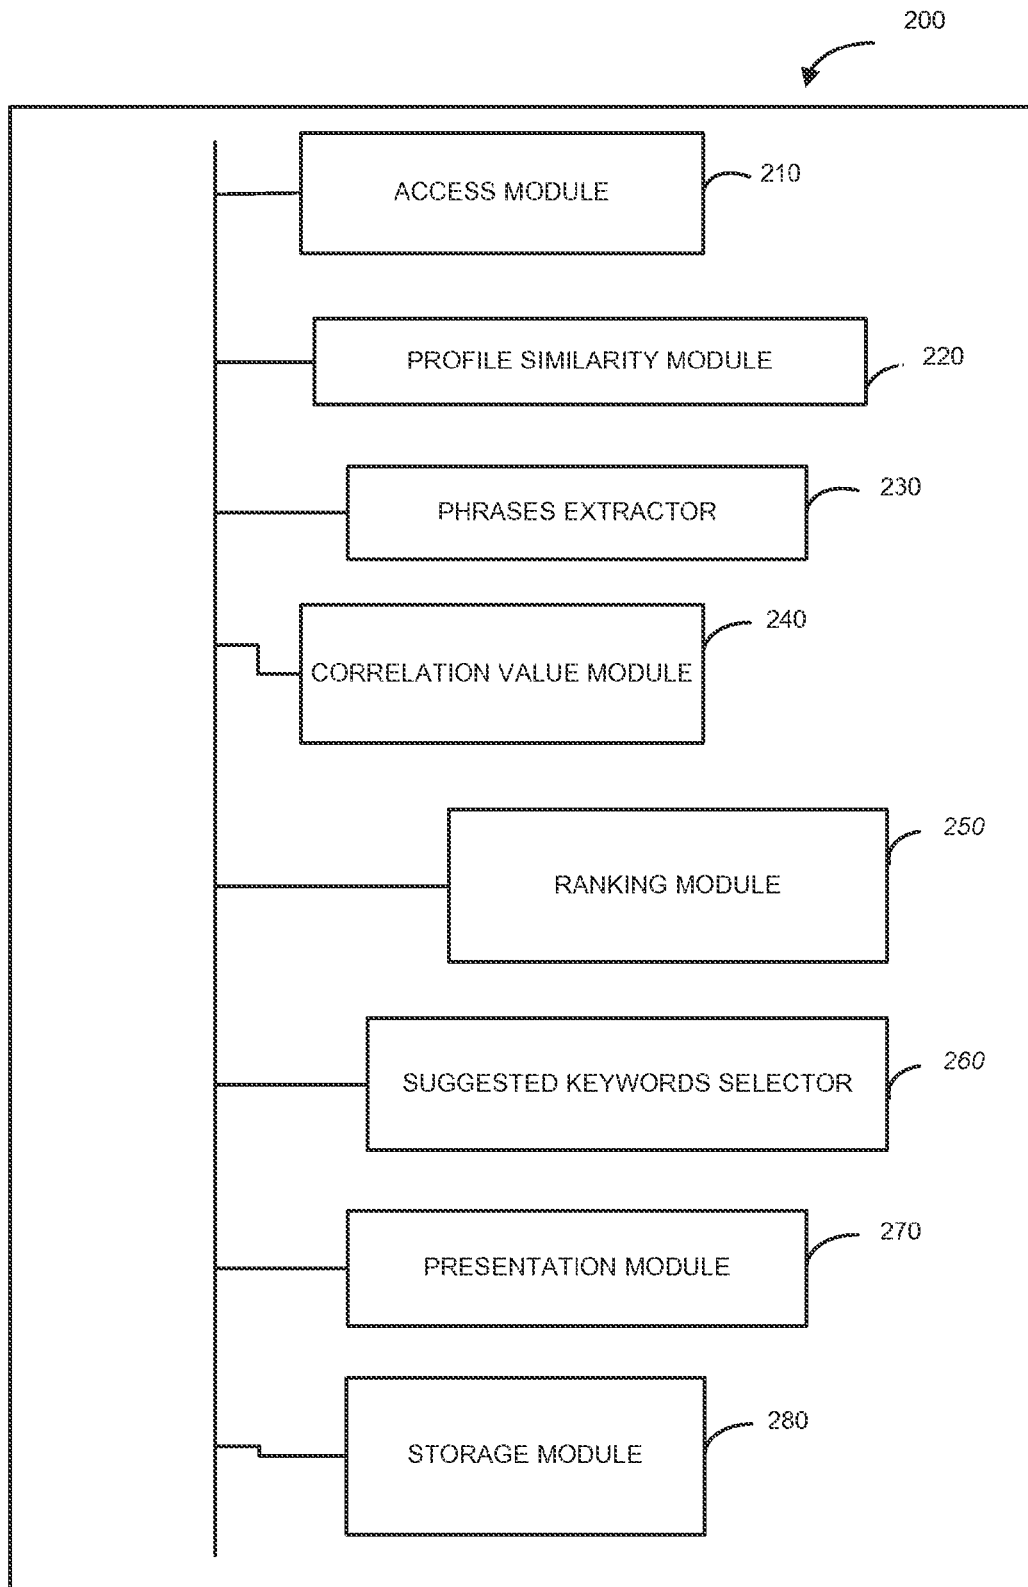 200
ACCESS MODULE
210
PROFILE SIMILARITY MODULE
220
PHRASES EXTRACTOR
230
CORRELATION VALUE MODULE
240
RANKING MODULE
250
SUGGESTED KEYWORDS SELECTOR
260
PRESENTATION MODULE
270
STORAGE MODULE
280